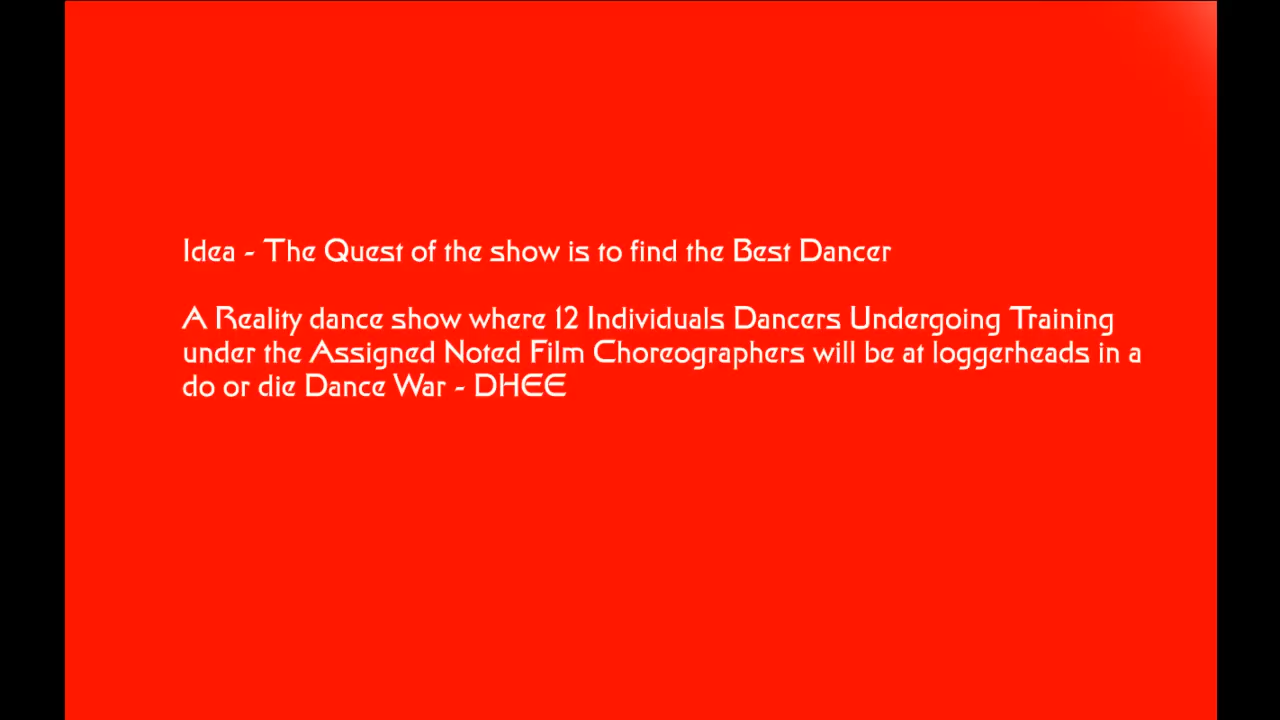 Idea - The Quest of the show is to find the Best Dancer
A Reality dance show where 12 Individuals Dancers Undergoing Training
under the Assigned Noted Film Choreographers will be at loggerheads in a
do or die Dance War - DHEE